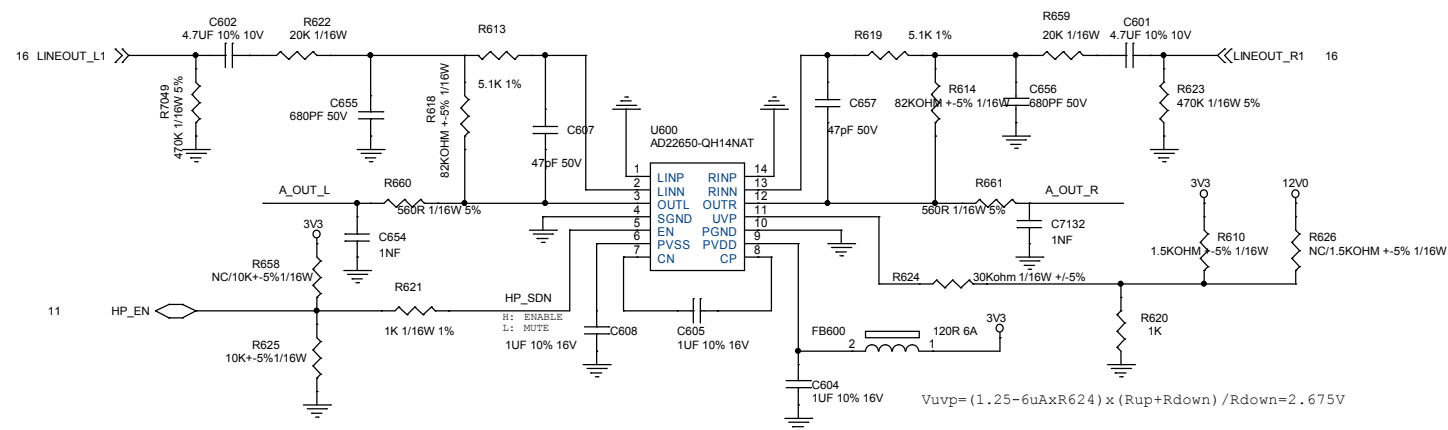 C602
4.7UF 10% 10V
R622
20K 1/16W
R613
5.1K 1%
R619
5.1K 1%
R659
20K 1/16W
C601
4.7UF 10% 10V
16 LINEOUT_L1
LINEOUT_R1 16
R7049
470K 1/16W 5%
C655
680PF 50V
R618
82KOHM +-5% 1/16W
C607
47pF 50V
C657
47pF 50V
R614
82KOHM +-5% 1/16W
C656
680PF 50V
R623
470K 1/16W 5%
U600
AD22650-QH14NAT
1 LINP RINP 14
2 LINN RINN 13
3 OUTL OUTR 12
4 SGND UVP 11
5 EN PGND 10
6 PVSS PVDD 9
7 CN CP 8
A_OUT_L
R660
560R 1/16W 5%
R661
560R 1/16W 5%
A_OUT_R
C654
1NF
C7132
1NF
3V3
R658
NC/10K+-5%1/16W
3V3
12V0
R610
1.5KOHM +-5% 1/16W
R626
NC/1.5KOHM +-5% 1/16W
R624
30Kohm 1/16W +/-5%
11 HP_EN
R621
1K 1/16W 1%
HP_SDN
H: ENABLE
L: MUTE
R625
10K+-5%1/16W
C608
1UF 10% 16V
C605
1UF 10% 16V
FB600
120R 6A
2 1
3V3
R620
1K
C604
1UF 10% 16V
Vuvp=(1.25-6uAxR624)x(Rup+Rdown)/Rdown=2.675V